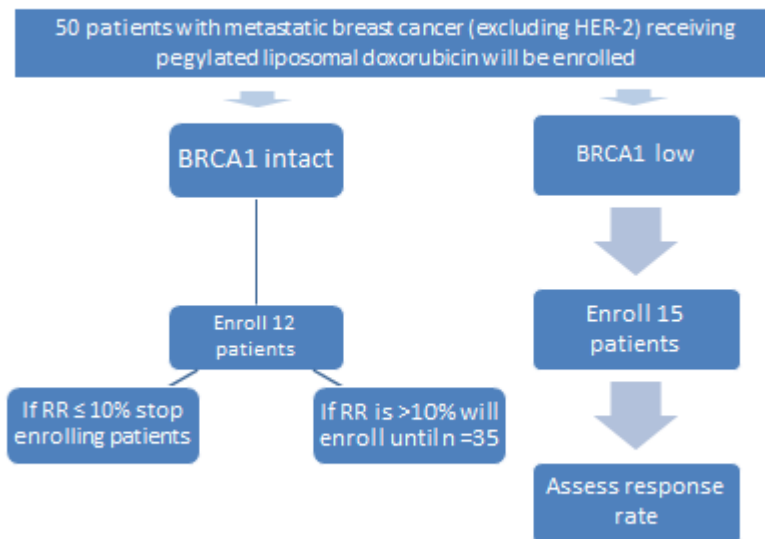 50 patients with metastatic breast cancer (excluding HER-2) receiving
pegylated liposomal doxorubicin will be enrolled
BRCA1 intact
BRCA1 low
Enroll 12
patients
Enroll 15
patients
If RR ≤ 10% stop
enrolling patients
If RR is >10% will
enroll until n =35
Assess response
rate